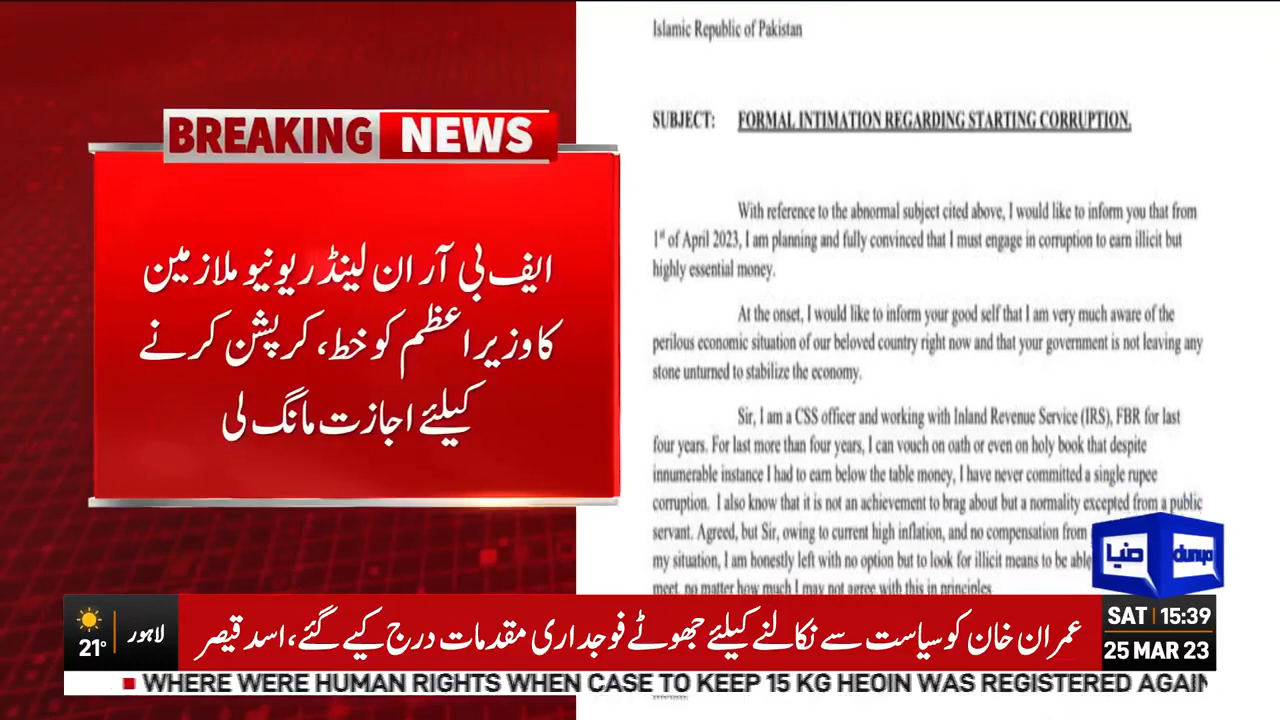 BREAKING NEWS
ایف بی آر ان لینڈ ریونیو ملازمین
کا وزیراعظم کو خط، کرپشن کرنے
کیلئے اجازت مانگ لی
Islamic Republic of Pakistan
SUBJECT: FORMAL INTIMATION REGARDING STARTING CORRUPTION.
With reference to the abnormal subject cited above, I would like to inform you that from
1st of April 2023, I am planning and fully convinced that I must engage in corruption to earn illicit but
highly essential money.
At the onset, I would like to inform your good self that I am very much aware of the
perilous economic situation of our beloved country right now and that your government is not leaving any
stone unturned to stabilize the economy.
Sir, I am a CSS officer and working with Inland Revenue Service (IRS), FBR for last
four years. For last more than four years, I can vouch on oath or even on holy book that despite
innumerable instance I had to earn below the table money, I have never committed a single rupee
corruption. I also know that it is not an achievement to brag about but a normality excepted from a public
servant. Agreed, but Sir, owing to current high inflation, and no compensation from
my situation, I am honestly left with no option but to look for illicit means to be able
meet, no matter how much I may not agree with this in principles
دنیا dunya
21° لاہور
عمران خان کو سیاست سے نکالنے کیلئے جھوٹے فوجداری مقدمات درج کیے گئے، اسد قیصر
SAT 15:39
25 MAR 23
WHERE WERE HUMAN RIGHTS WHEN CASE TO KEEP 15 KG HEOIN WAS REGISTERED AGAIN